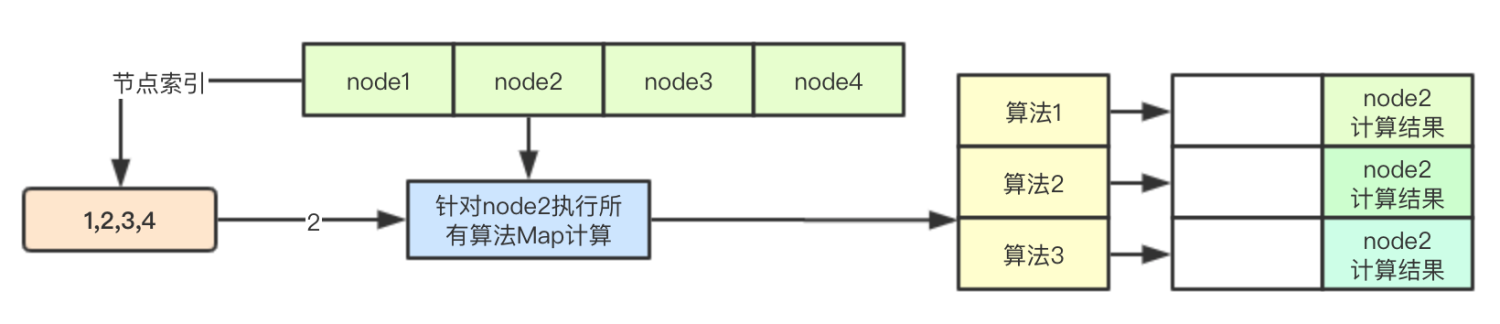 节点索引
node1
node2
node3
node4
1,2,3,4
2
针对node2执行所
有算法Map计算
算法1
算法2
算法3
node2
计算结果
node2
计算结果
node2
计算结果